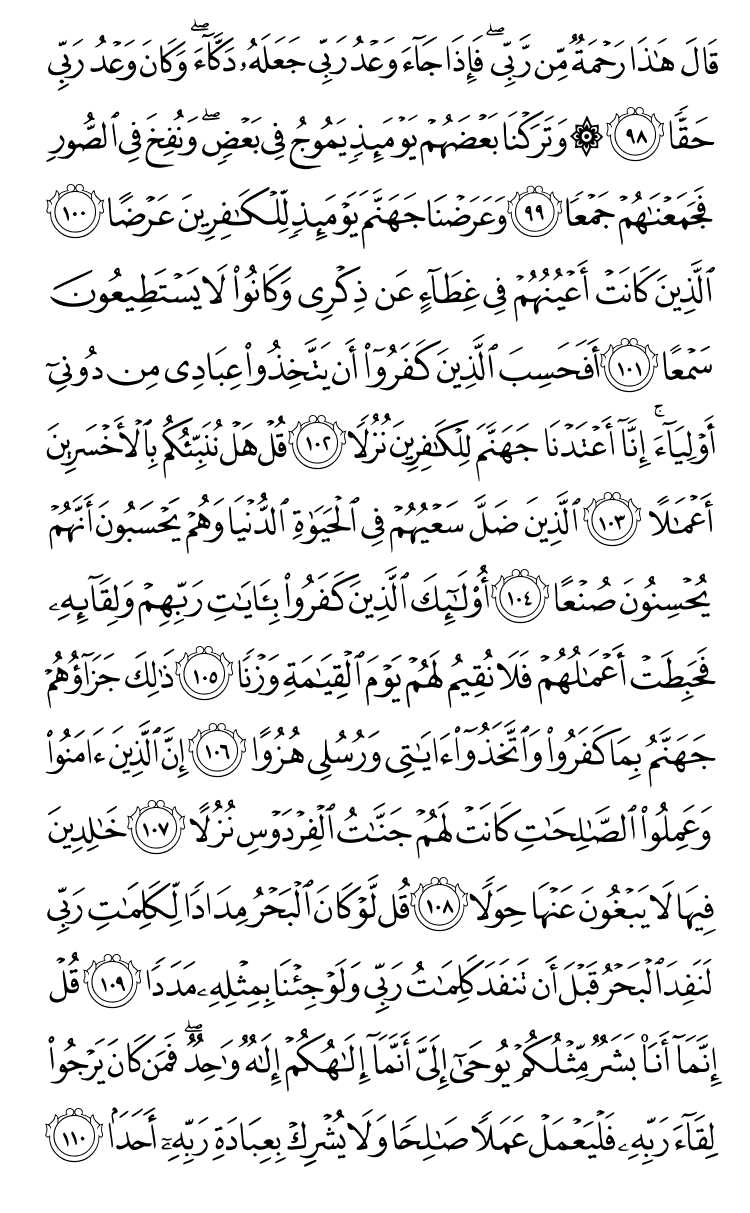 قَالَ هَٰذَا رَحْمَةٌ مِّن رَّبِّي ۖ فَإِذَا جَآءَ وَعْدُ رَبِّي جَعَلَهُۥ دَكَّآءَ ۖ وَكَانَ وَعْدُ رَبِّي
حَقًّا ٩٨ ۞ وَتَرَكْنَا بَعْضَهُمْ يَوْمَئِذٍ يَمُوجُ فِي بَعْضٍ ۖ وَنُفِخَ فِي ٱلصُّورِ
فَجَمَعْنَٰهُمْ جَمْعًا ٩٩ وَعَرَضْنَا جَهَنَّمَ يَوْمَئِذٍ لِّلْكَٰفِرِينَ عَرْضًا ١٠٠
ٱلَّذِينَ كَانَتْ أَعْيُنُهُمْ فِي غِطَآءٍ عَن ذِكْرِي وَكَانُوا۟ لَا يَسْتَطِيعُونَ
سَمْعًا ١٠١ أَفَحَسِبَ ٱلَّذِينَ كَفَرُوٓا۟ أَن يَتَّخِذُوا۟ عِبَادِي مِن دُونِيٓ
أَوْلِيَآءَ ۚ إِنَّآ أَعْتَدْنَا جَهَنَّمَ لِلْكَٰفِرِينَ نُزُلًا ١٠٢ قُلْ هَلْ نُنَبِّئُكُم بِٱلْأَخْسَرِينَ
أَعْمَٰلًا ١٠٣ ٱلَّذِينَ ضَلَّ سَعْيُهُمْ فِي ٱلْحَيَوٰةِ ٱلدُّنْيَا وَهُمْ يَحْسَبُونَ أَنَّهُمْ
يُحْسِنُونَ صُنْعًا ١٠٤ أُو۟لَٰٓئِكَ ٱلَّذِينَ كَفَرُوا۟ بِـَٔايَٰتِ رَبِّهِمْ وَلِقَآئِهِۦ
فَحَبِطَتْ أَعْمَٰلُهُمْ فَلَا نُقِيمُ لَهُمْ يَوْمَ ٱلْقِيَٰمَةِ وَزْنًا ١٠٥ ذَٰلِكَ جَزَآؤُهُمْ
جَهَنَّمُ بِمَا كَفَرُوا۟ وَٱتَّخَذُوٓا۟ ءَايَٰتِي وَرُسُلِي هُزُوًا ١٠٦ إِنَّ ٱلَّذِينَ ءَامَنُوا۟
وَعَمِلُوا۟ ٱلصَّٰلِحَٰتِ كَانَتْ لَهُمْ جَنَّٰتُ ٱلْفِرْدَوْسِ نُزُلًا ١٠٧ خَٰلِدِينَ
فِيهَا لَا يَبْغُونَ عَنْهَا حِوَلًا ١٠٨ قُل لَّوْ كَانَ ٱلْبَحْرُ مِدَادًا لِّكَلِمَٰتِ رَبِّي
لَنَفِدَ ٱلْبَحْرُ قَبْلَ أَن تَنفَدَ كَلِمَٰتُ رَبِّي وَلَوْ جِئْنَا بِمِثْلِهِۦ مَدَدًا ١٠٩ قُلْ
إِنَّمَآ أَنَا۠ بَشَرٌ مِّثْلُكُمْ يُوحَىٰٓ إِلَيَّ أَنَّمَآ إِلَٰهُكُمْ إِلَٰهٌ وَٰحِدٌ ۖ فَمَن كَانَ يَرْجُوا۟
لِقَآءَ رَبِّهِۦ فَلْيَعْمَلْ عَمَلًا صَٰلِحًا وَلَا يُشْرِكْ بِعِبَادَةِ رَبِّهِۦٓ أَحَدًۢا ١١٠